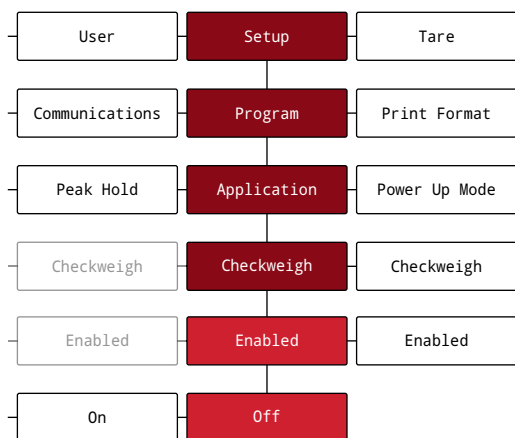 User Setup Tare
Communications Program Print Format
Peak Hold Application Power Up Mode
Checkweigh Checkweigh Checkweigh
Enabled Enabled Enabled
On Off